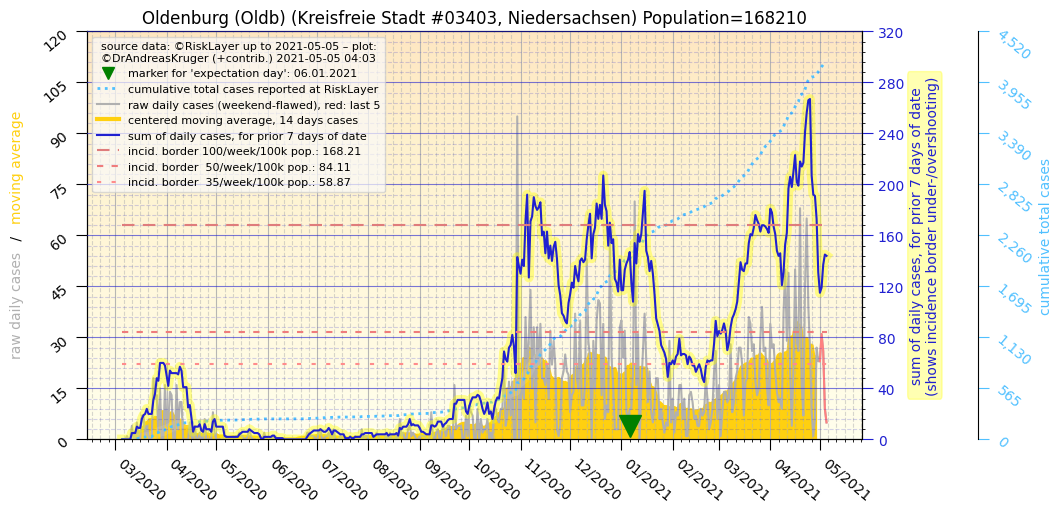 Oldenburg (Oldb) (Kreisfreie Stadt #03403, Niedersachsen) Population=168210
source data: ©RiskLayer up to 2021-05-05 – plot:
©DrAndreasKruger (+contrib.) 2021-05-05 04:03
marker for 'expectation day': 06.01.2021
cumulative total cases reported at RiskLayer
raw daily cases (weekend-flawed), red: last 5
centered moving average, 14 days cases
sum of daily cases, for prior 7 days of date
incid. border 100/week/100k pop.: 168.21
incid. border  50/week/100k pop.: 84.11
incid. border  35/week/100k pop.: 58.87
raw daily cases  /  moving average
120
105
90
75
60
45
30
15
0
320
280
240
200
160
120
80
40
0
sum of daily cases, for prior 7 days of date
(shows incidence border under-/overshooting)
4,520
3,955
3,390
2,825
2,260
1,695
1,130
565
0
cumulative total cases
03/2020
04/2020
05/2020
06/2020
07/2020
08/2020
09/2020
10/2020
11/2020
12/2020
01/2021
02/2021
03/2021
04/2021
05/2021